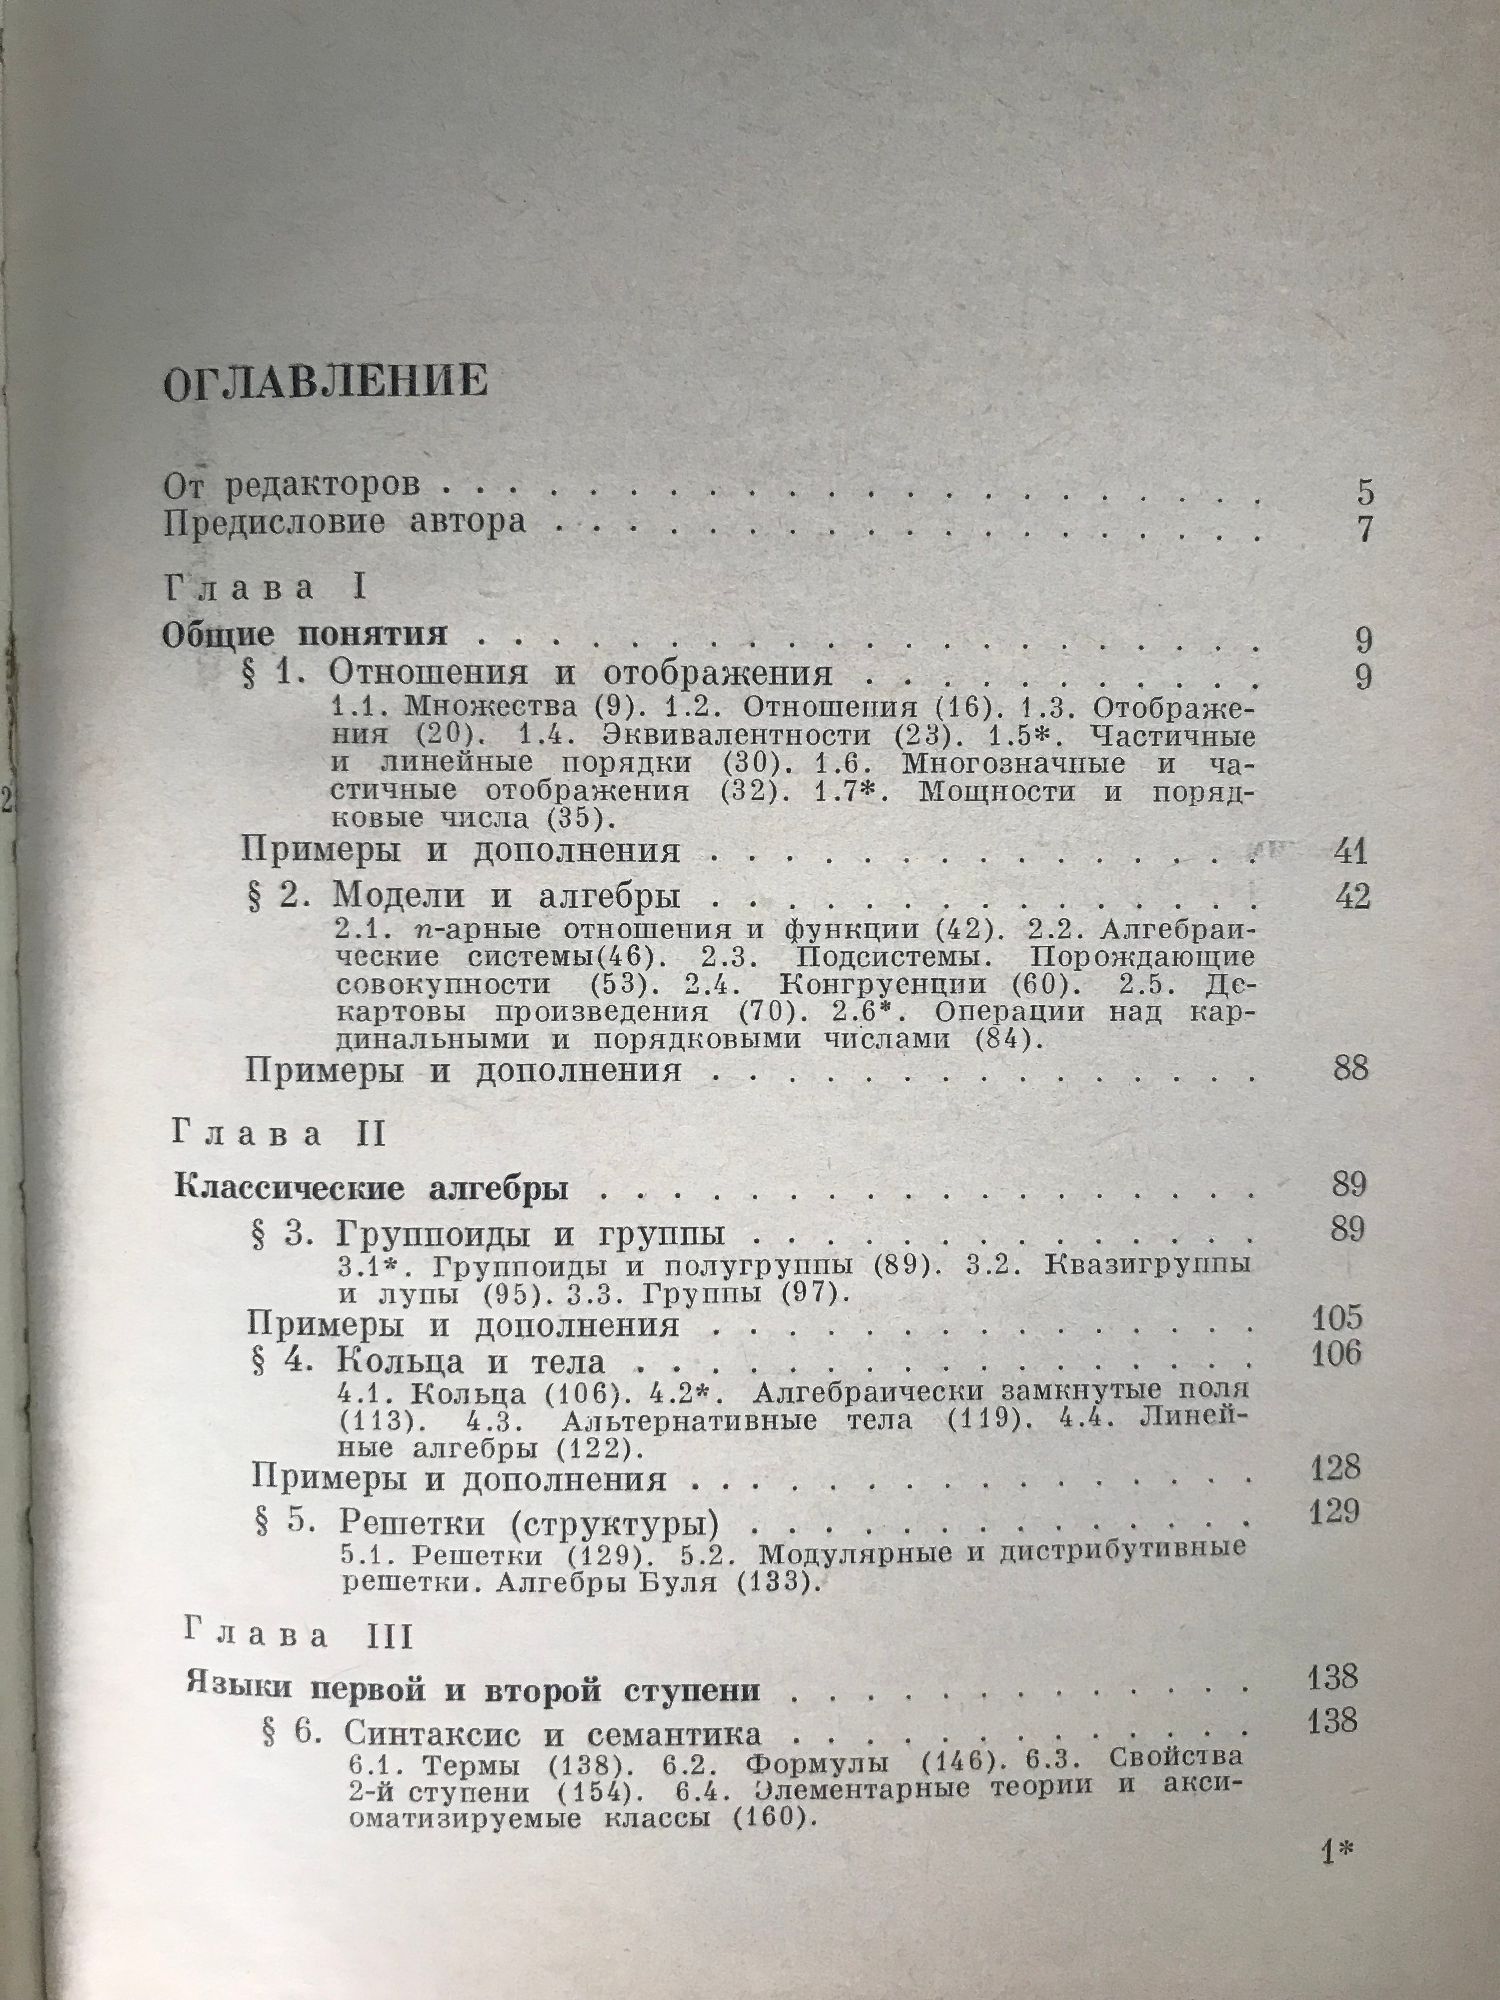 ОГЛАВЛЕНИЕ
От редакторов . . . . . . . . . . . . . . . . . . . . 5
Предисловие автора . . . . . . . . . . . . . . . . . 7
Глава I
Общие понятия . . . . . . . . . . . . . . . . . . . 9
§ 1. Отношения и отображения . . . . . . . . . . . 9
1.1. Множества (9). 1.2. Отношения (16). 1.3. Отображе-
ния (20). 1.4. Эквивалентности (23). 1.5*. Частичные
и линейные порядки (30). 1.6. Многозначные и ча-
стичные отображения (32). 1.7*. Мощности и поряд-
ковые числа (35).
Примеры и дополнения . . . . . . . . . . . . . . . 41
§ 2. Модели и алгебры . . . . . . . . . . . . . . . 42
2.1. n-арные отношения и функции (42). 2.2. Алгебраи-
ческие системы(46). 2.3. Подсистемы. Порождающие
совокупности (53). 2.4. Конгруенции (60). 2.5. Де-
картовы произведения (70). 2.6*. Операции над кар-
динальными и порядковыми числами (84).
Примеры и дополнения . . . . . . . . . . . . . . . 88
Глава II
Классические алгебры . . . . . . . . . . . . . . . . 89
§ 3. Группоиды и группы . . . . . . . . . . . . . . 89
3.1*. Группоиды и полугруппы (89). 3.2. Квазигруппы
и лупы (95). 3.3. Группы (97).
Примеры и дополнения . . . . . . . . . . . . . . . 105
§ 4. Кольца и тела . . . . . . . . . . . . . . . . . 106
4.1. Кольца (106). 4.2*. Алгебраически замкнутые поля
(113). 4.3. Альтернативные тела (119). 4.4. Линей-
ные алгебры (122).
Примеры и дополнения . . . . . . . . . . . . . . . 128
§ 5. Решетки (структуры) . . . . . . . . . . . . . . 129
5.1. Решетки (129). 5.2. Модулярные и дистрибутивные
решетки. Алгебры Буля (133).
Глава III
Языки первой и второй ступени . . . . . . . . . . . . 138
§ 6. Синтаксис и семантика . . . . . . . . . . . . . 138
6.1. Термы (138). 6.2. Формулы (146). 6.3. Свойства
2-й ступени (154). 6.4. Элементарные теории и акси-
оматизируемые классы (160).
1*